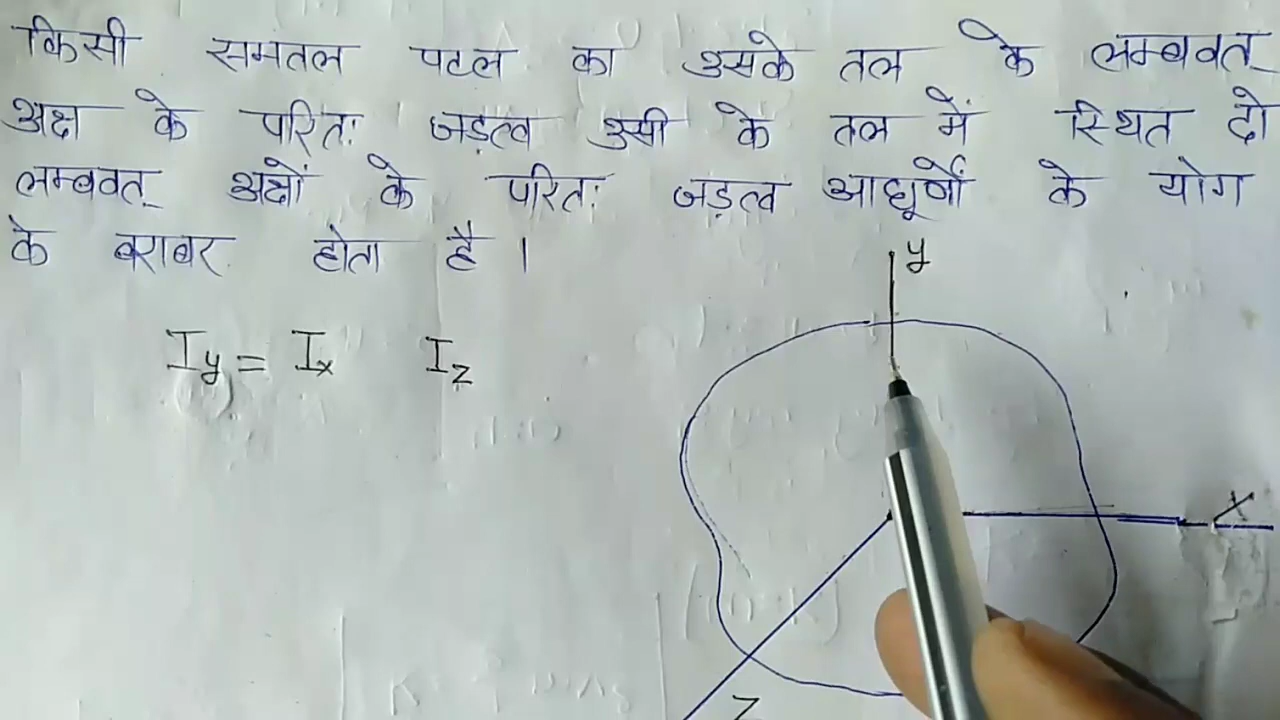 किसी समतल पटल का उसके तल के लम्बवत्
अक्ष के परितः जड़त्व उसी के तल में स्थित दो
लम्बवत् अक्षों के परितः जड़त्व आघूर्णों के योग
के बराबर होता है ।
y
Iy = Ix Iz
x
z